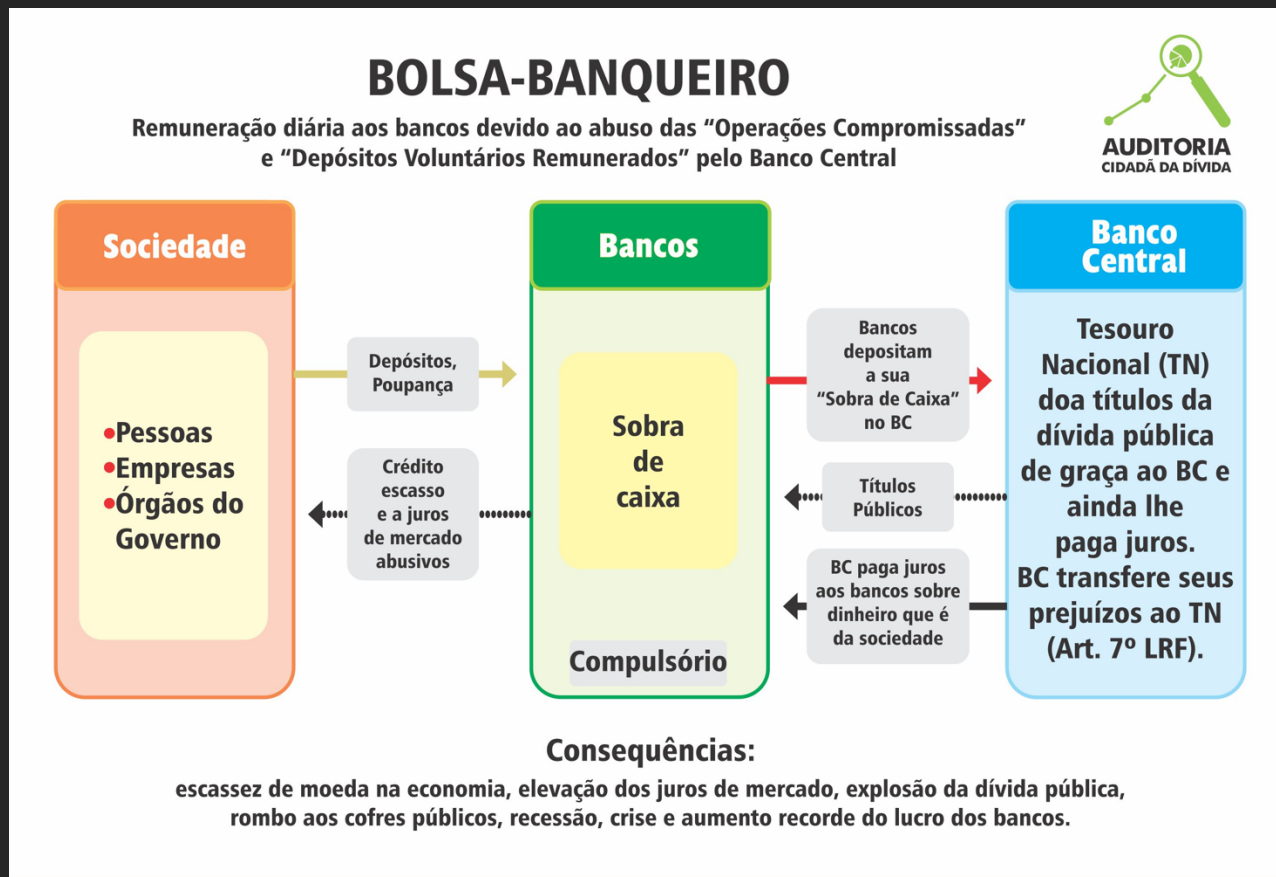 BOLSA-BANQUEIRO
Remuneração diária aos bancos devido ao abuso das “Operações Compromissadas”
e “Depósitos Voluntários Remunerados” pelo Banco Central
AUDITORIA
CIDADÃ DA DÍVIDA
Sociedade
•Pessoas
•Empresas
•Órgãos do
Governo
Depósitos,
Poupança
Crédito
escasso
e a juros
de mercado
abusivos
Bancos
Sobra
de
caixa
Compulsório
Bancos
depositam
a sua
“Sobra de Caixa”
no BC
Títulos
Públicos
BC paga juros
aos bancos sobre
dinheiro que é
da sociedade
Banco
Central
Tesouro
Nacional (TN)
doa títulos da
dívida pública
de graça ao BC e
ainda lhe
paga juros.
BC transfere seus
prejuízos ao TN
(Art. 7º LRF).
Consequências:
escassez de moeda na economia, elevação dos juros de mercado, explosão da dívida pública,
rombo aos cofres públicos, recessão, crise e aumento recorde do lucro dos bancos.